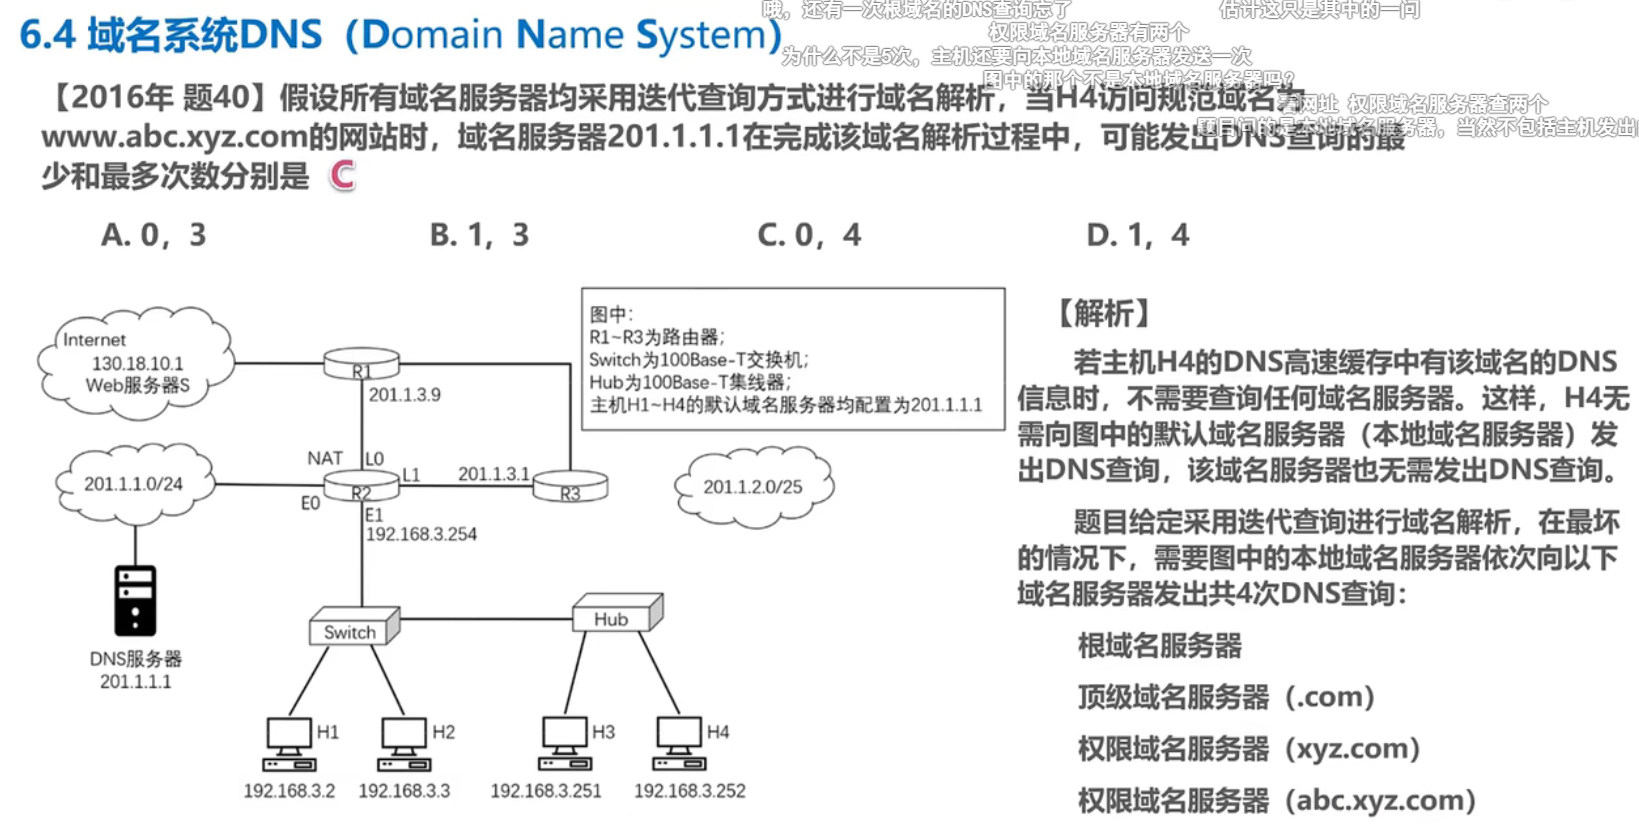 哦，还有一次根域名的DNS查询忘了
估计这只是其中的一问
6.4 域名系统DNS（Domain Name System）
权限域名服务器有两个
为什么不是5次，主机还要向本地域名服务器发送一次
图中的那个不是本地域名服务器吗？
【2016年 题40】假设所有域名服务器均采用迭代查询方式进行域名解析，当H4访问规范域名为
看网址 权限域名服务器查两个
题目问的是本地域名服务器，当然不包括主机发出
www.abc.xyz.com的网站时，域名服务器201.1.1.1在完成该域名解析过程中，可能发出DNS查询的最
少和最多次数分别是 C
A. 0，3
B. 1，3
C. 0，4
D. 1，4
Internet
130.18.10.1
Web服务器S
R1
201.1.3.9
图中：
R1~R3为路由器；
Switch为100Base-T交换机；
Hub为100Base-T集线器；
主机H1~H4的默认域名服务器均配置为201.1.1.1
201.1.1.0/24
NAT
L0
L1
201.1.3.1
R2
R3
E0
E1
192.168.3.254
201.1.2.0/25
DNS服务器
201.1.1.1
Switch
Hub
H1
H2
H3
H4
192.168.3.2
192.168.3.3
192.168.3.251
192.168.3.252
【解析】
若主机H4的DNS高速缓存中有该域名的DNS
信息时，不需要查询任何域名服务器。这样，H4无
需向图中的默认域名服务器（本地域名服务器）发
出DNS查询，该域名服务器也无需发出DNS查询。
题目给定采用迭代查询进行域名解析，在最坏
的情况下，需要图中的本地域名服务器依次向以下
域名服务器发出共4次DNS查询：
根域名服务器
顶级域名服务器（.com）
权限域名服务器（xyz.com）
权限域名服务器（abc.xyz.com）